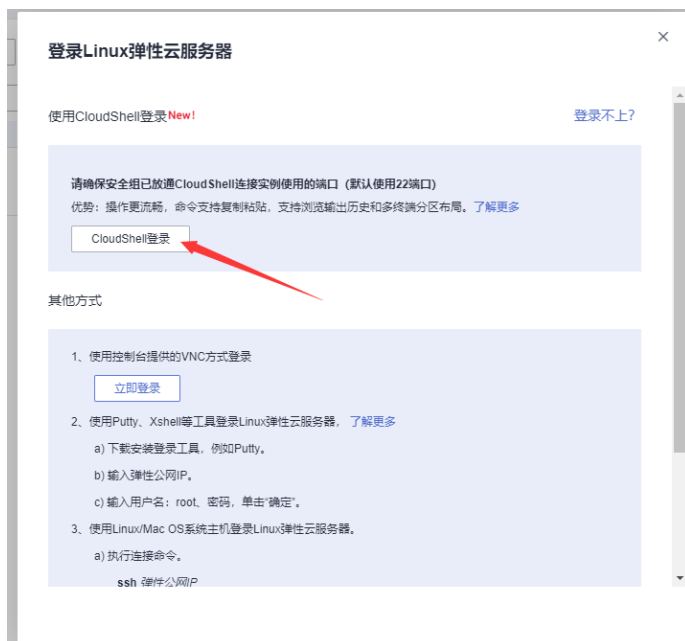 登录Linux弹性云服务器
使用CloudShell登录New!
登录不上?
请确保安全组已放通CloudShell连接实例使用的端口（默认使用22端口）
优势：操作更流畅，命令支持复制粘贴，支持浏览输出历史和多终端分区布局。了解更多
CloudShell登录
其他方式
1、使用控制台提供的VNC方式登录
立即登录
2、使用Putty、Xshell等工具登录Linux弹性云服务器，了解更多
a) 下载安装登录工具，例如Putty。
b) 输入弹性公网IP。
c) 输入用户名：root、密码，单击“确定”。
3、使用Linux/Mac OS系统主机登录Linux弹性云服务器。
a) 执行连接命令。
ssh 弹性公网IP